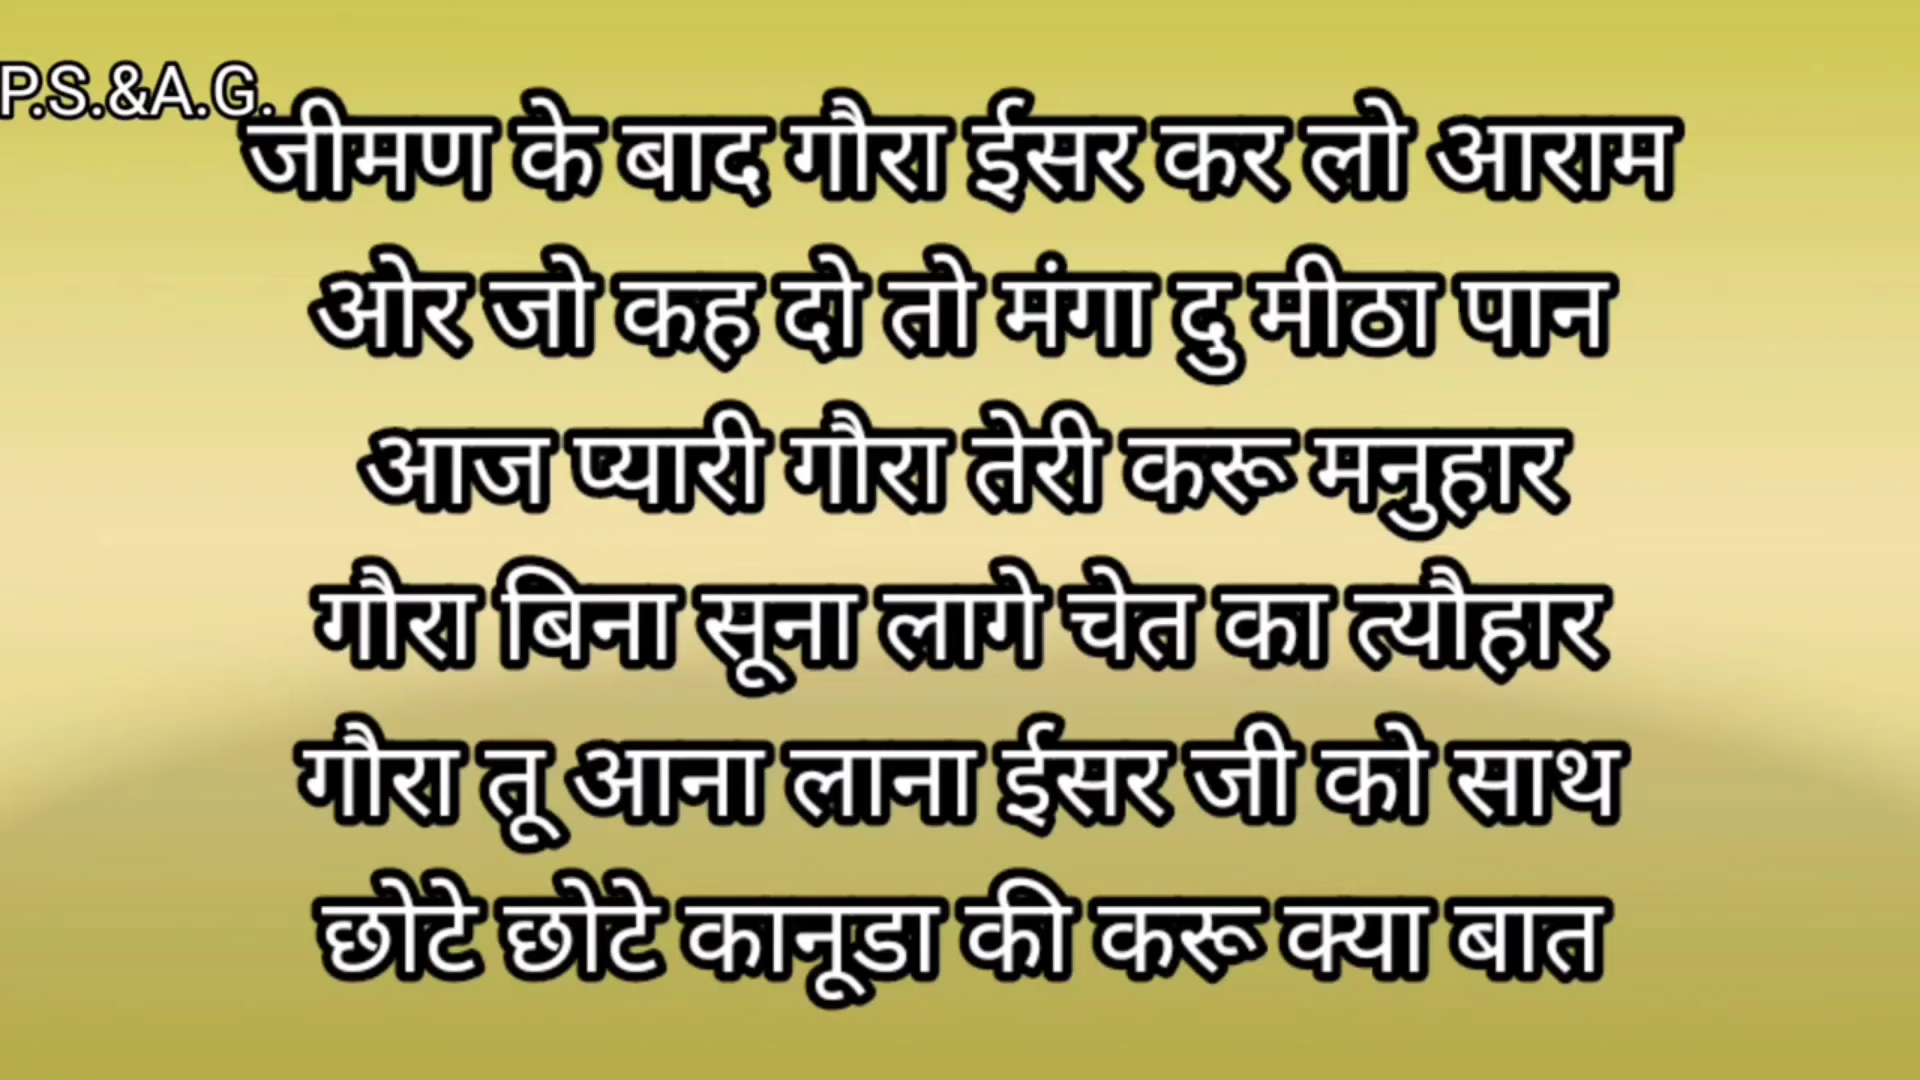 P.S.&A.G.
जीमण के बाद गौरा ईसर कर लो आराम
ओर जो कह दो तो मंगा दु मीठा पान
आज प्यारी गौरा तेरी करू मनुहार
गौरा बिना सूना लागे चेत का त्यौहार
गौरा तू आना लाना ईसर जी को साथ
छोटे छोटे कानूडा की करू क्या बात